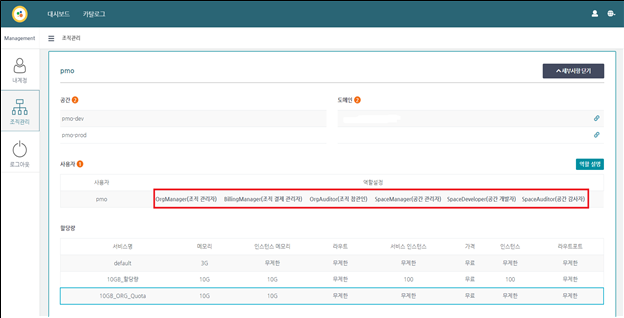 대시보드 카탈로그
Management 조직관리
내계정
조직관리
로그아웃
pmo
세부사항 닫기
공간 2 도메인 2
pmo-dev
pmo-prod
사용자 1 역할 설명
사용자 역할설정
pmo OrgManager(조직 관리자) BillingManager(조직 결제 관리자) OrgAuditor(조직 참관인) SpaceManager(공간 관리자) SpaceDeveloper(공간 개발자) SpaceAuditor(공간 감사자)
할당량
서비스명 메모리 인스턴스 메모리 라우트 서비스 인스턴스 가격 인스턴스 라우트포트
default 3G 무제한 무제한 무제한 무료 무제한 무제한
10GB_할당량 10G 10G 무제한 100 무료 100 무제한
10GB_ORG_Quota 10G 10G 무제한 무제한 무료 무제한 무제한